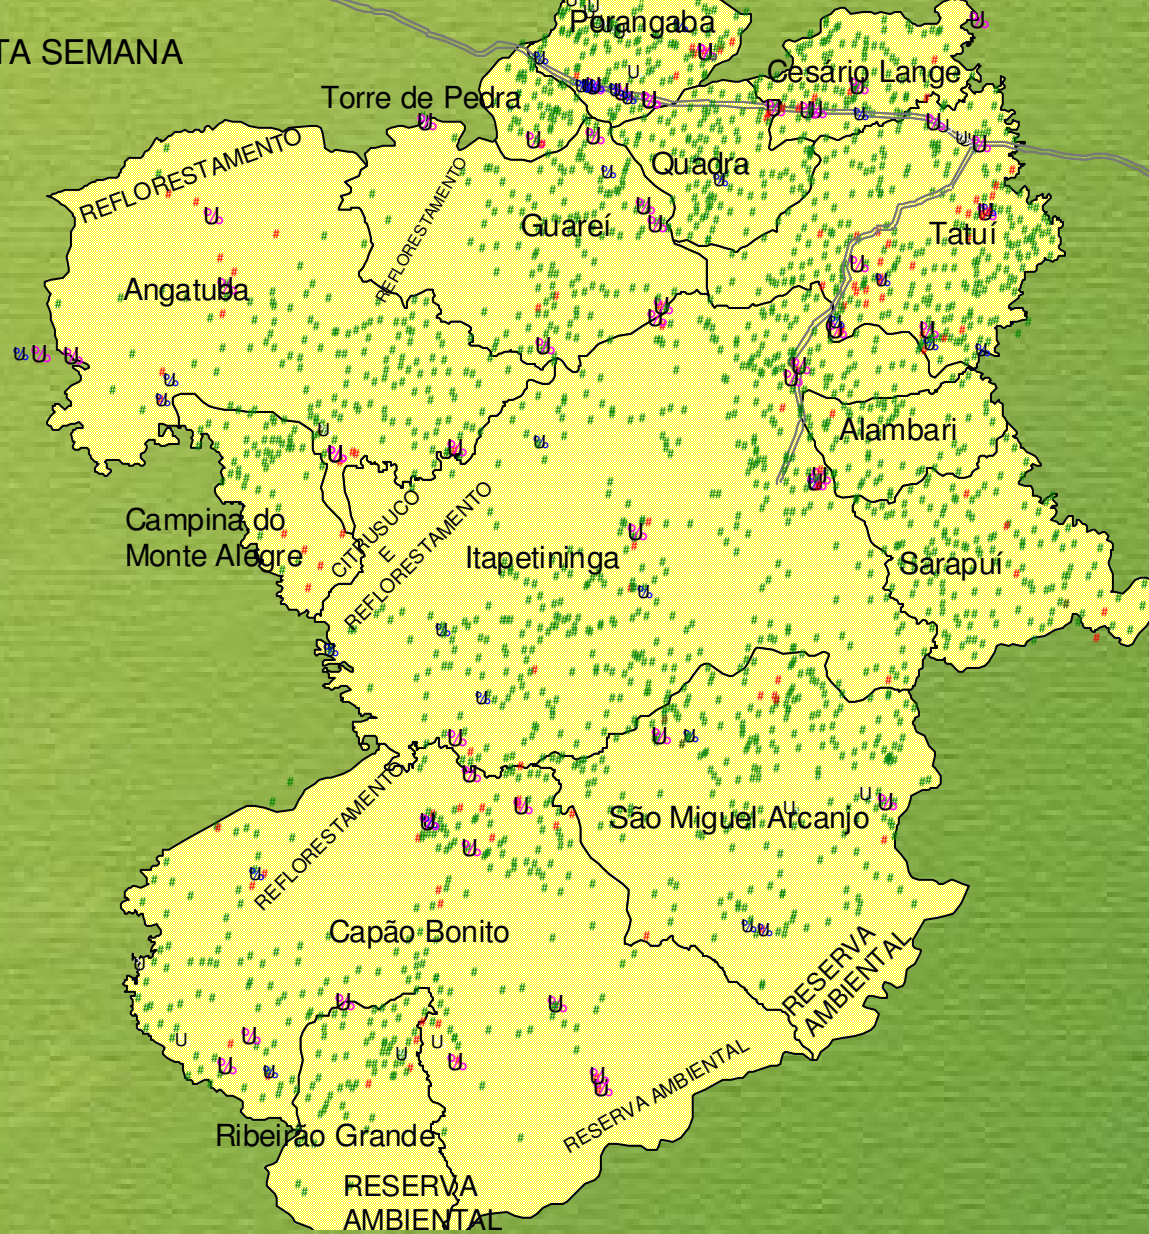 Porangaba
TA SEMANA
Cesário Lange
Torre de Pedra
REFLORESTAMENTO
Quadra
REFLORESTAMENTO
Guareí
Tatuí
Angatuba
Alambari
Campina do
Monte Alegre
CITRUSUCO
E
REFLORESTAMENTO
Itapetininga
Sarapuí
REFLORESTAMENTO
São Miguel Arcanjo
Capão Bonito
RESERVA
AMBIENTAL
RESERVA AMBIENTAL
Ribeirão Grande
RESERVA
AMBIENTAL